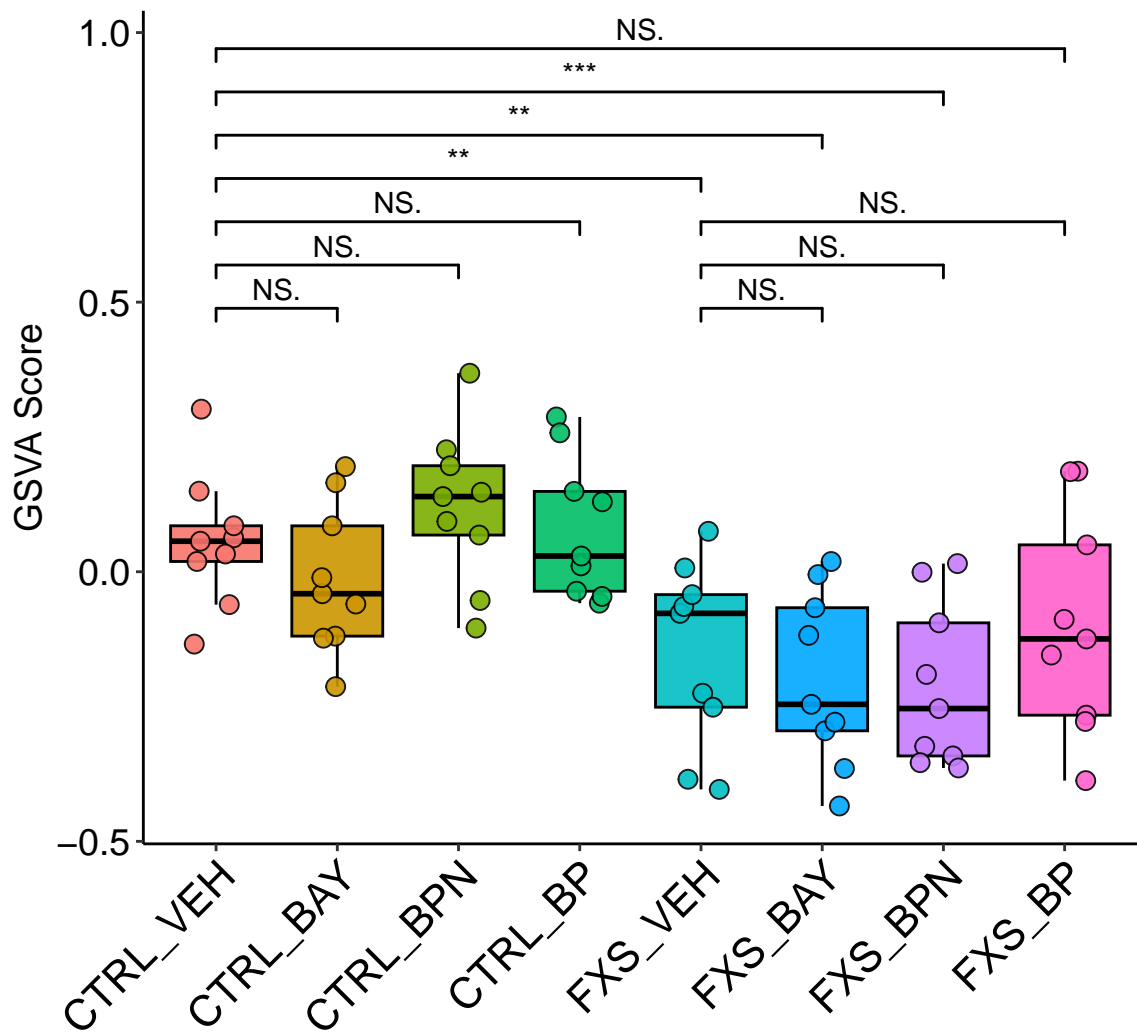 1.0
NS.
***
**
**
NS.
NS.
NS.
NS.
NS.
0.5
NS.
GSVA Score
0.0
−0.5
CTRL_VEH
CTRL_BAY
CTRL_BPN
CTRL_BP
FXS_VEH
FXS_BAY
FXS_BPN
FXS_BP